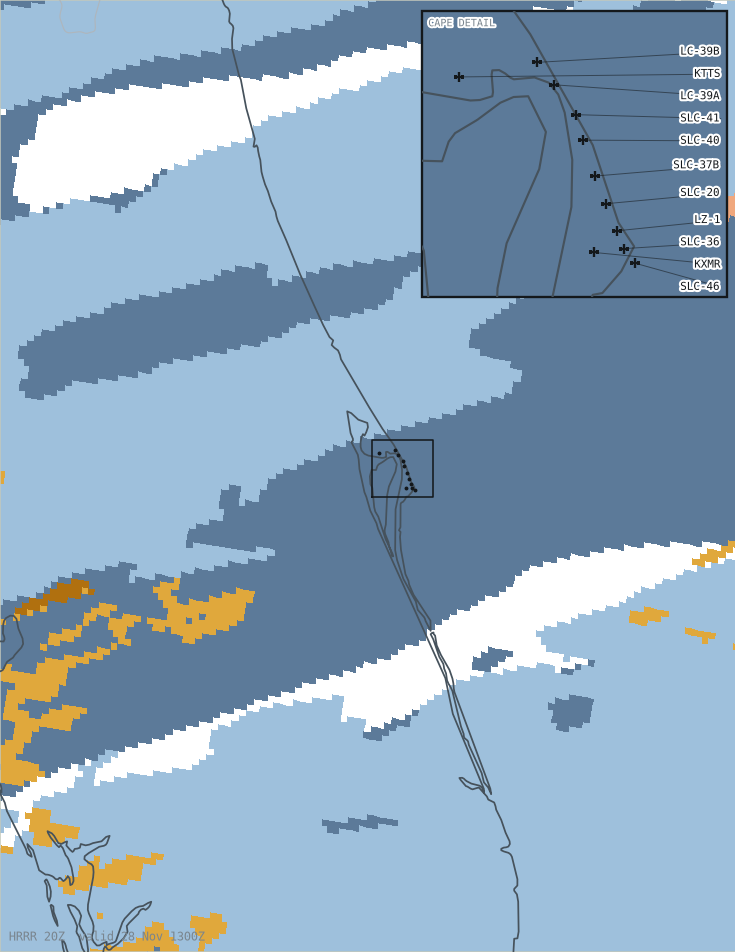 CAPE DETAIL
LC-39B
KTTS
LC-39A
SLC-41
SLC-40
SLC-37B
SLC-20
LZ-1
SLC-36
KXMR
SLC-46
HRRR 20Z valid 28 Nov 1300Z